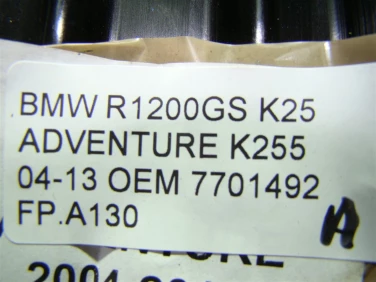 BMW R1200GS K25
ADVENTURE K255
04-13 OEM 7701492
FP.A130
A